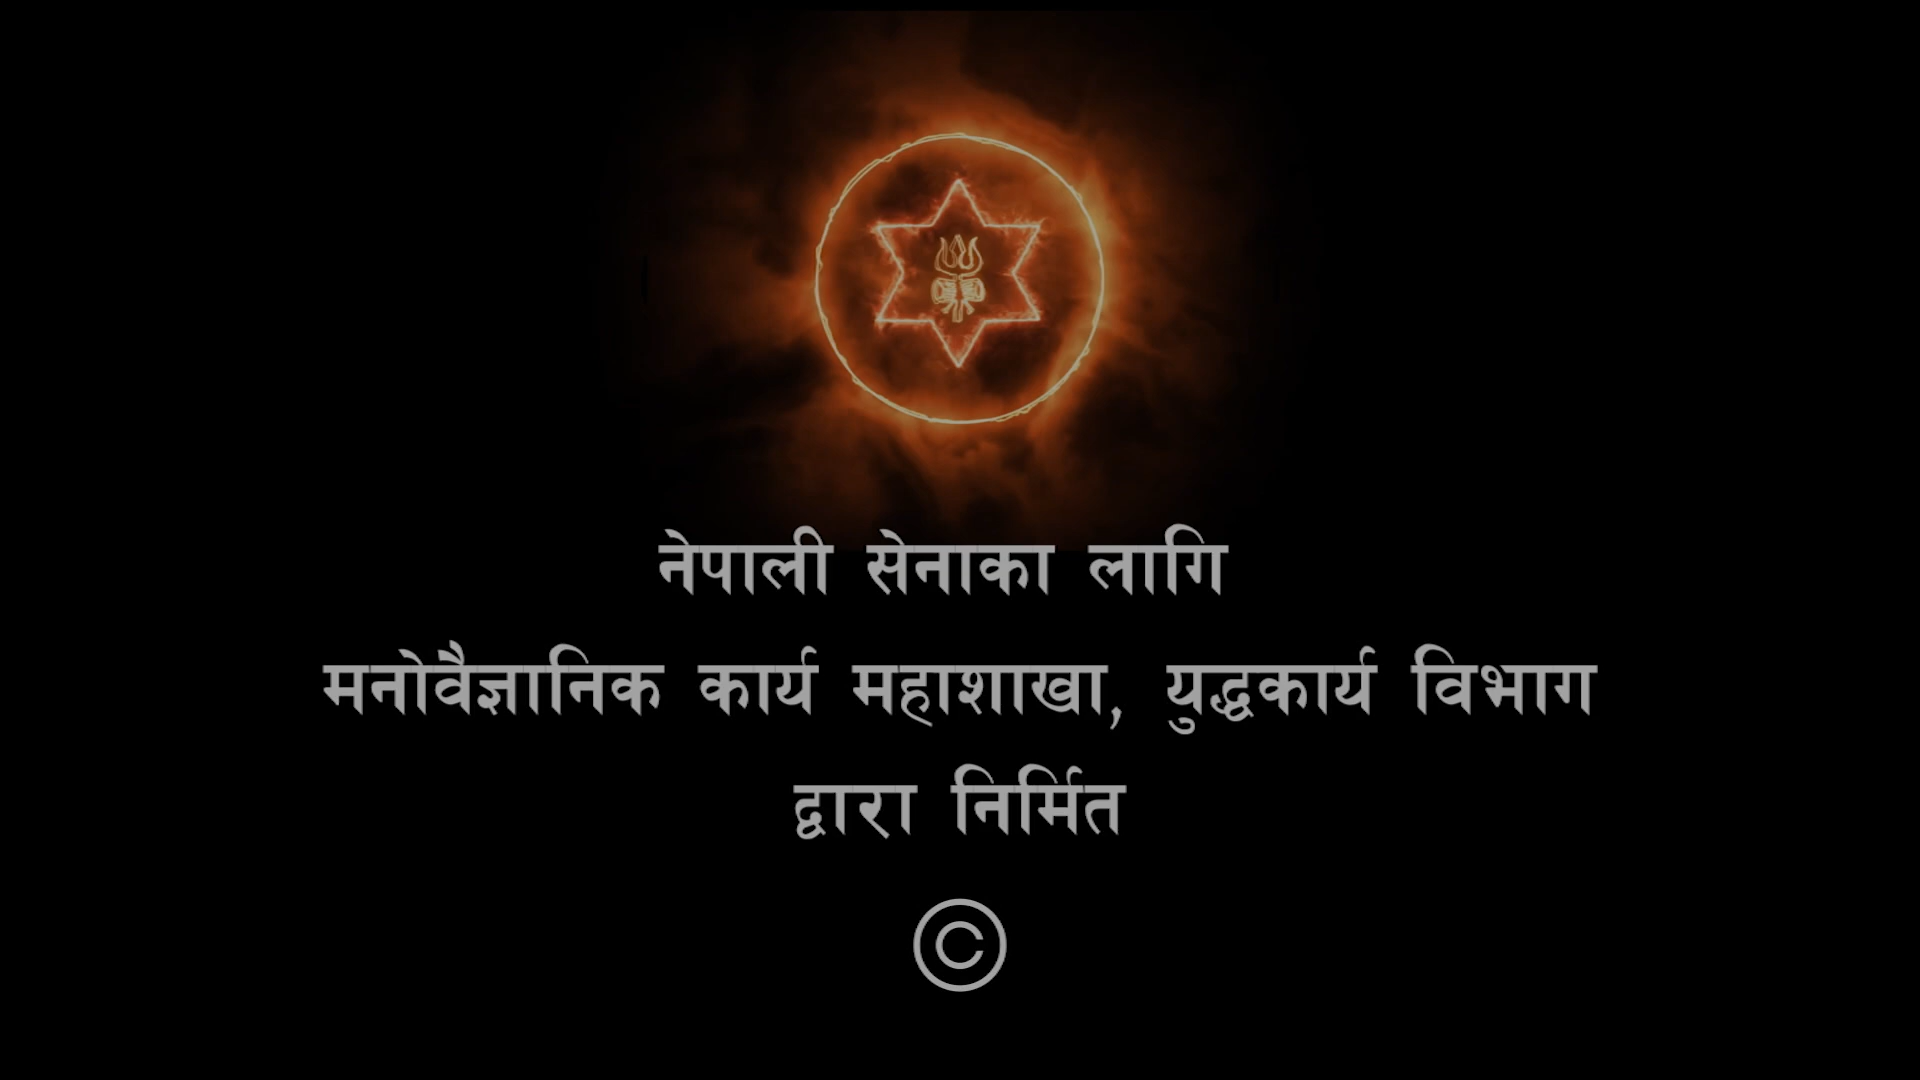 नेपाली सेनाका लागि
मनोवैज्ञानिक कार्य महाशाखा, युद्धकार्य विभाग
द्वारा निर्मित
©